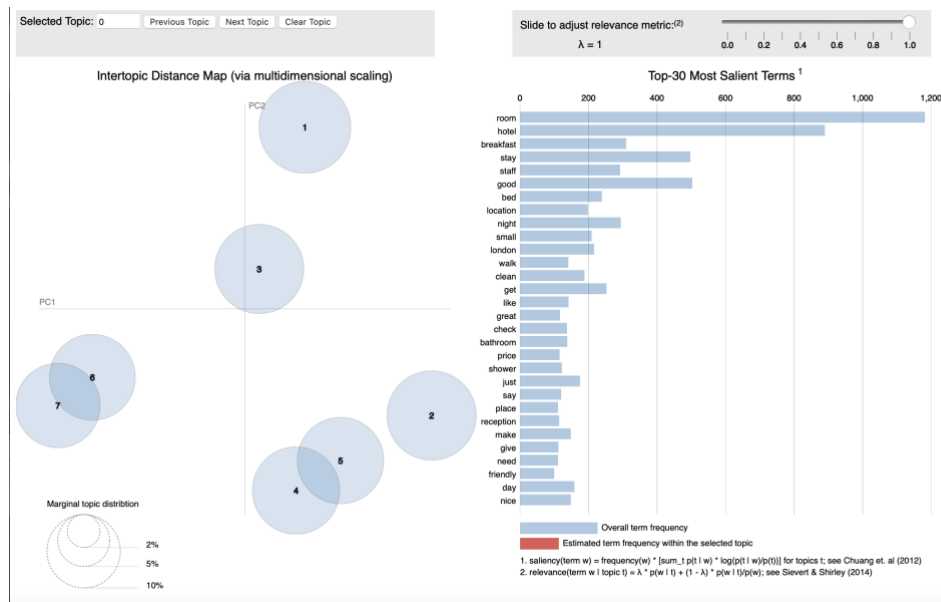 Selected Topic: 0 Previous Topic Next Topic Clear Topic
Slide to adjust relevance metric:(2)
λ = 1
0.0 0.2 0.4 0.6 0.8 1.0
Intertopic Distance Map (via multidimensional scaling)
PC2
PC1
1
3
6
7
2
5
4
Marginal topic distribtion
2%
5%
10%
Top-30 Most Salient Terms 1
0 200 400 600 800 1,000 1,200
room
hotel
breakfast
stay
staff
good
bed
location
night
small
london
walk
clean
get
like
great
check
bathroom
price
shower
just
say
place
reception
make
give
need
friendly
day
nice
Overall term frequency
Estimated term frequency within the selected topic
1. saliency(term w) = frequency(w) * [sum_t p(t | w) * log(p(t | w)/p(t))] for topics t; see Chuang et. al (2012)
2. relevance(term w | topic t) = λ * p(w | t) + (1 - λ) * p(w | t)/p(w); see Sievert & Shirley (2014)